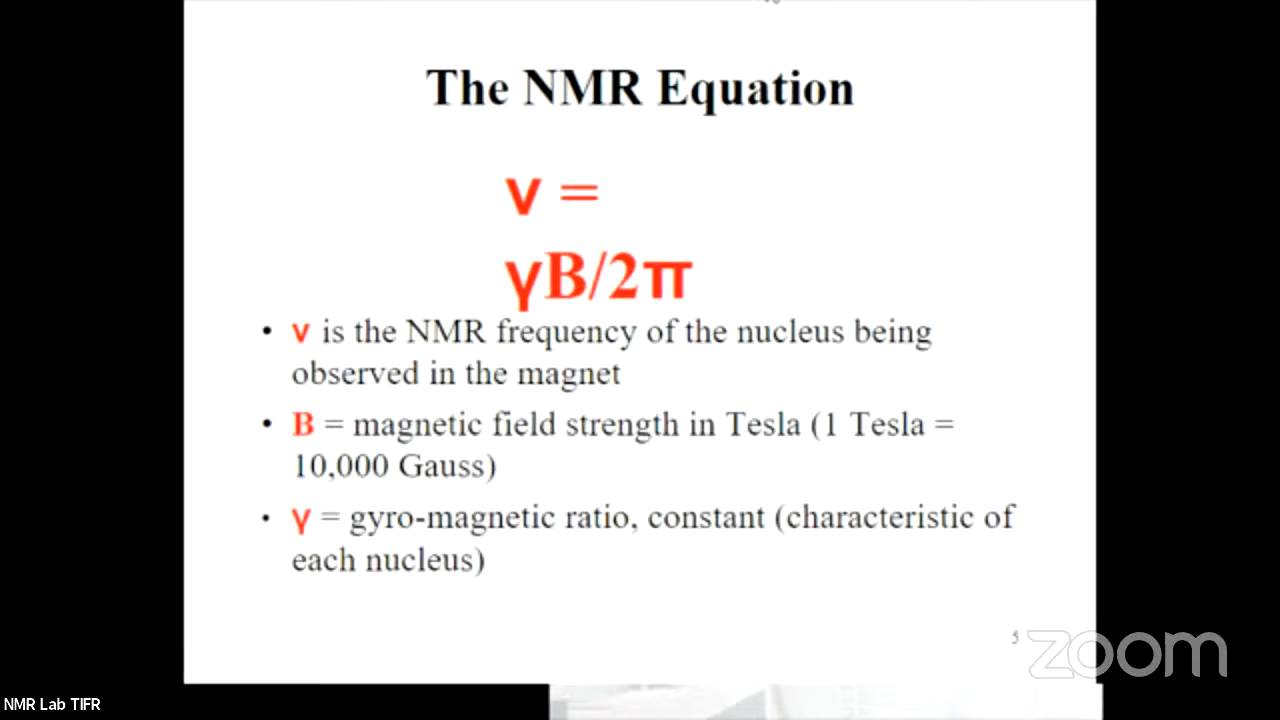 The NMR Equation
ν =
γB/2π
• ν is the NMR frequency of the nucleus being
observed in the magnet
• B = magnetic field strength in Tesla (1 Tesla =
10,000 Gauss)
• γ = gyro-magnetic ratio, constant (characteristic of
each nucleus)
5
zoom
NMR Lab TIFR